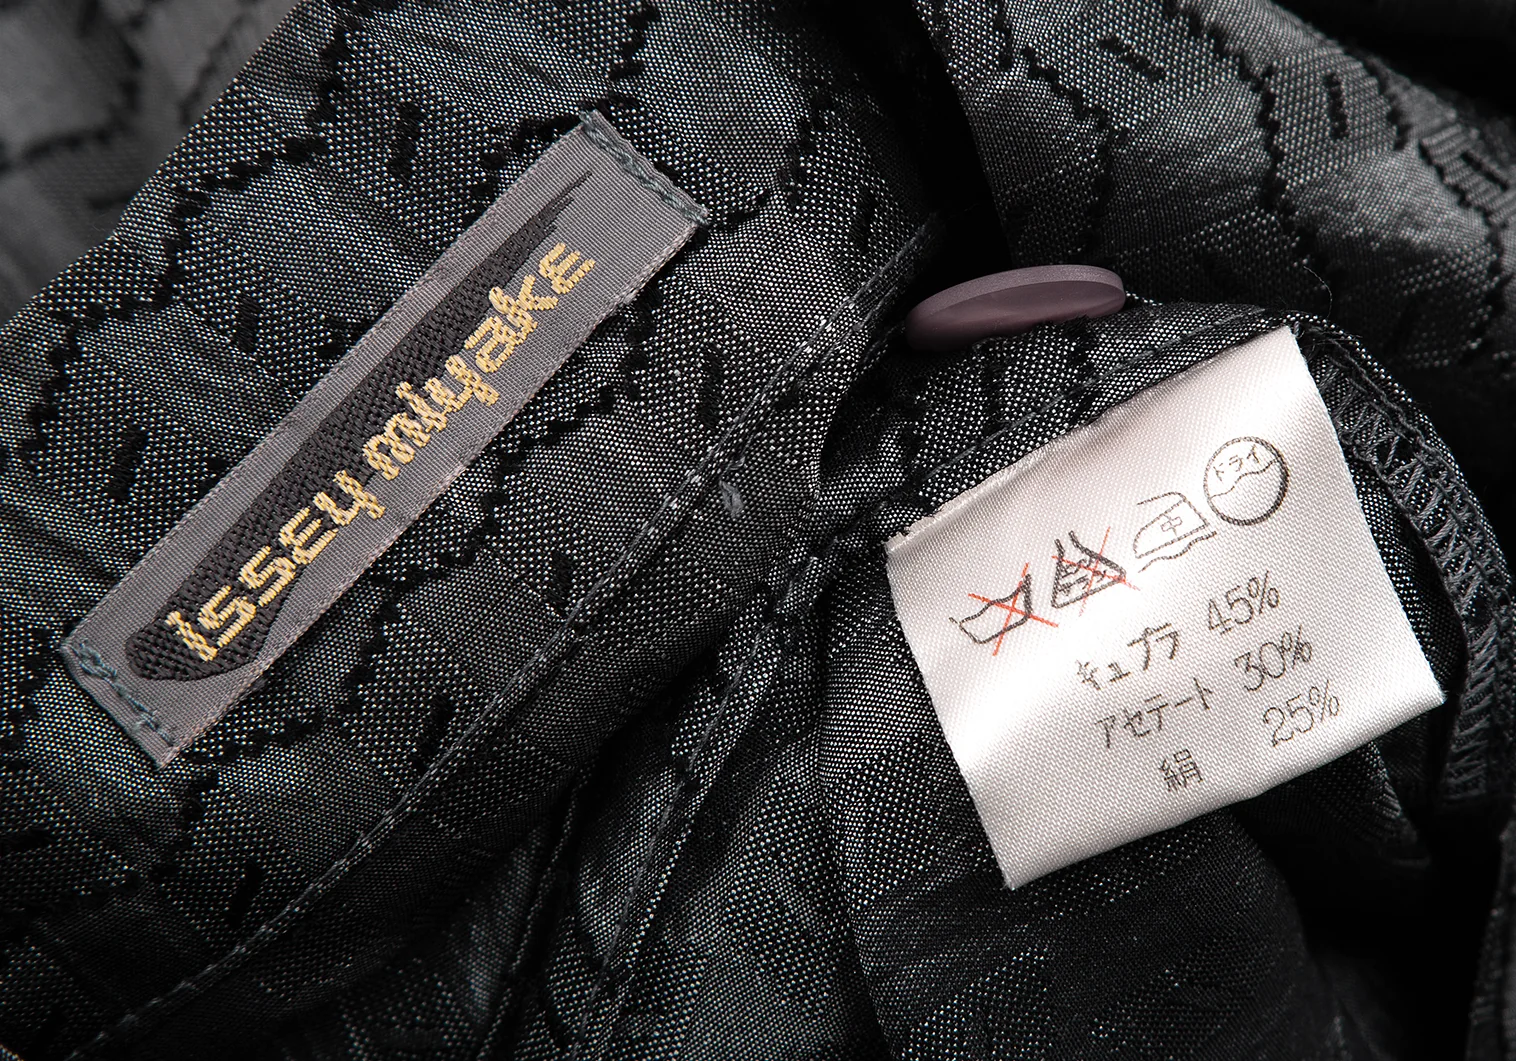 ISSEY mIyakE
ドライ
中
キュプラ 45%
アセテート 30%
絹 25%